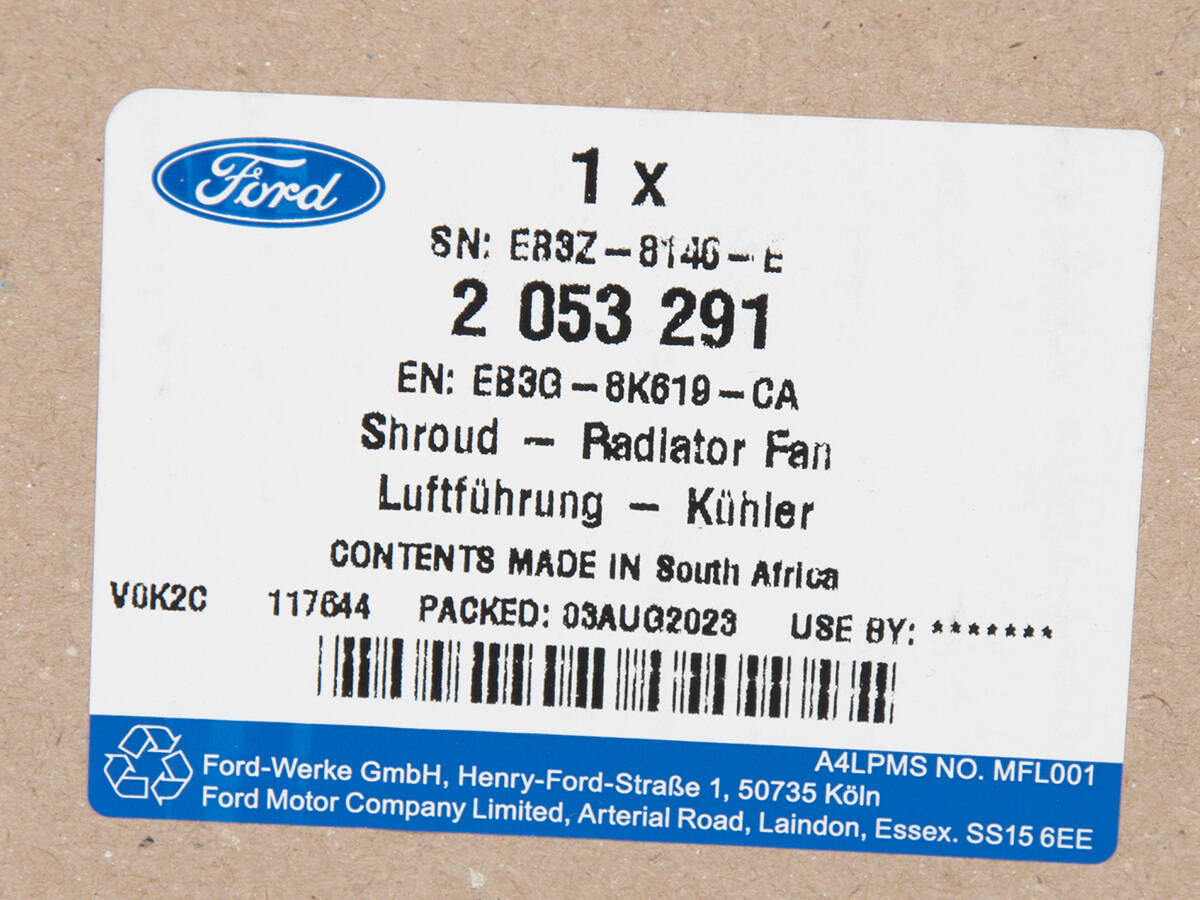 Ford
1 x
SN: EB3Z-8146-E
2 053 291
EN: EB3G-8K619-CA
Shroud - Radiator Fan
Luftführung - Kühler
CONTENTS MADE IN South Africa
V0K2C 117644 PACKED: 03AUG2023 USE BY: *******
A4LPMS NO. MFL001
Ford-Werke GmbH, Henry-Ford-Straße 1, 50735 Köln
Ford Motor Company Limited, Arterial Road, Laindon, Essex. SS15 6EE